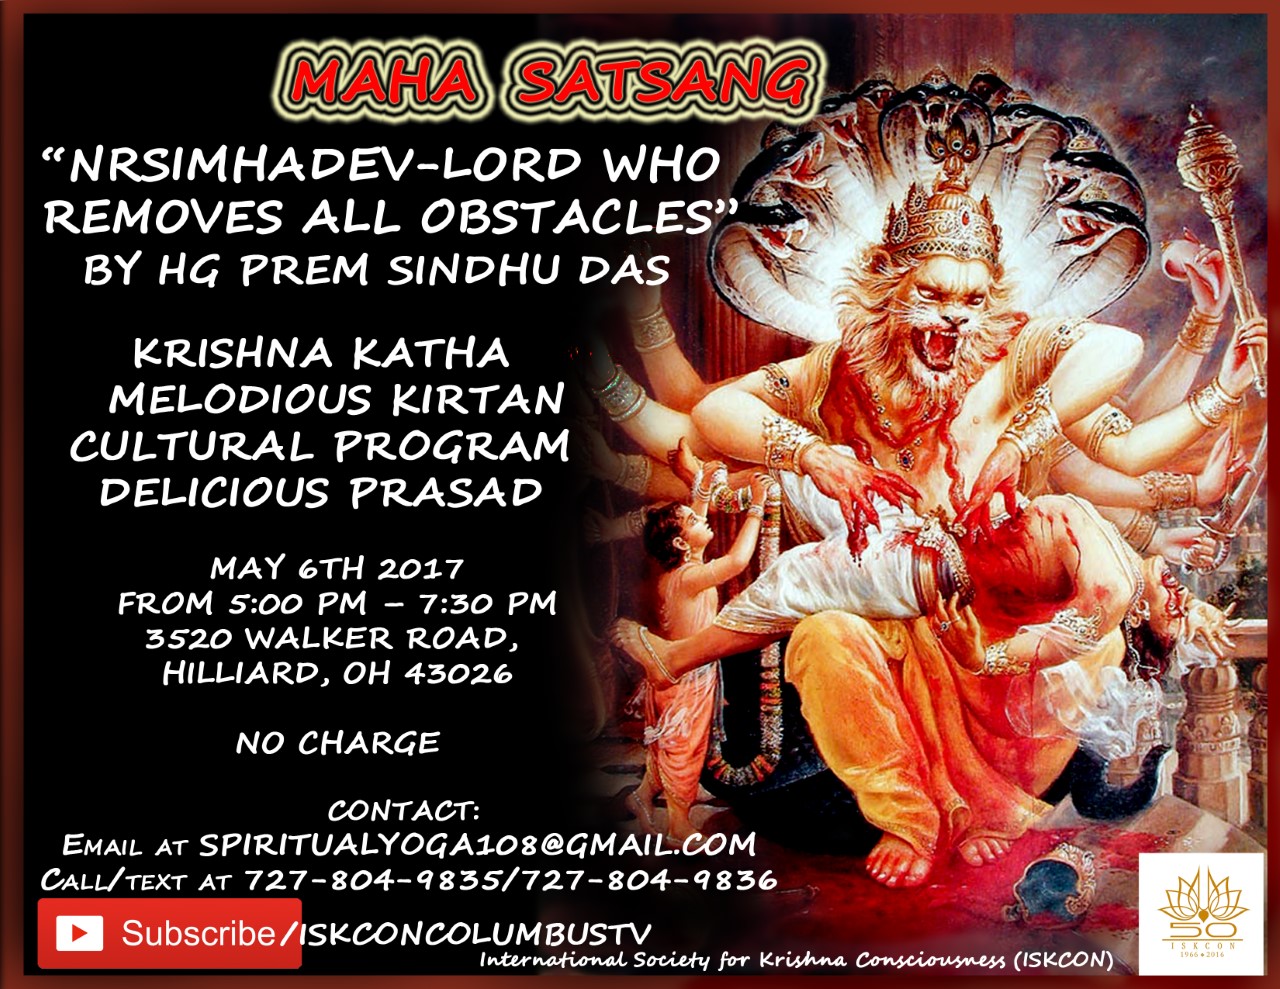 MAHA SATSANG
“NRSIMHADEV-LORD WHO
REMOVES ALL OBSTACLES”
BY HG PREM SINDHU DAS
KRISHNA KATHA
MELODIOUS KIRTAN
CULTURAL PROGRAM
DELICIOUS PRASAD
MAY 6TH 2017
FROM 5:00 PM – 7:30 PM
3520 WALKER ROAD,
HILLIARD, OH 43026
NO CHARGE
CONTACT:
EMAIL AT SPIRITUALYOGA108@GMAIL.COM
CALL/TEXT AT 727-804-9835/727-804-9836
Subscribe/ISKCONCOLUMBUSTV
International Society for Krishna Consciousness (ISKCON)
50
ISKCON
1966 • 2016